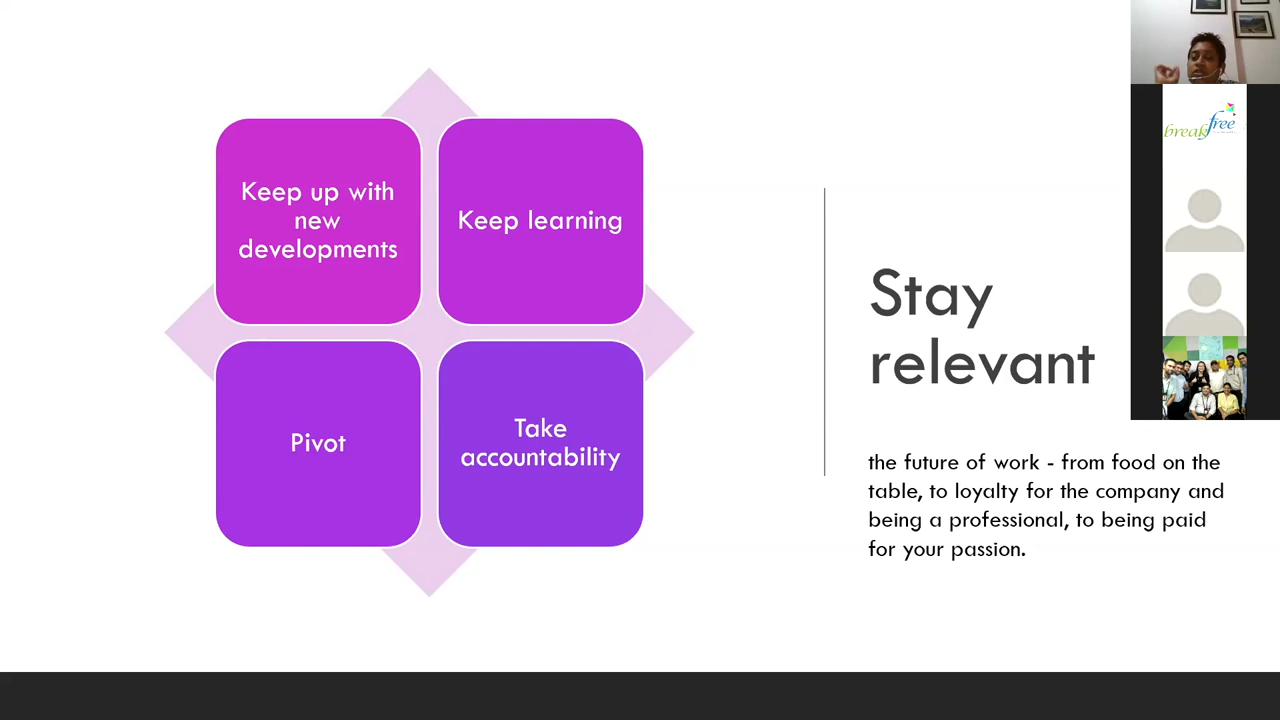 Keep up with
new
developments
Keep learning
Pivot
Take
accountability
Stay
relevant
the future of work - from food on the
table, to loyalty for the company and
being a professional, to being paid
for your passion.
breakfree